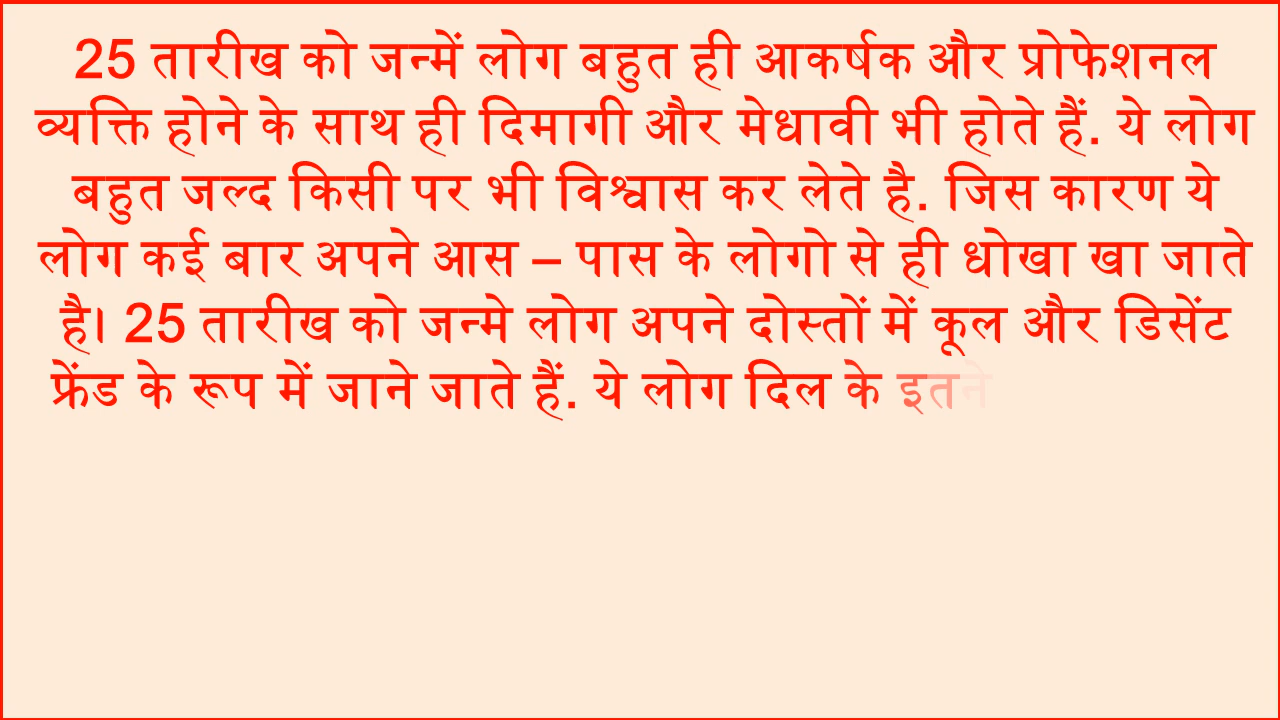 25 तारीख को जन्में लोग बहुत ही आकर्षक और प्रोफेशनल
व्यक्ति होने के साथ ही दिमागी और मेधावी भी होते हैं. ये लोग
बहुत जल्द किसी पर भी विश्वास कर लेते है. जिस कारण ये
लोग कई बार अपने आस – पास के लोगो से ही धोखा खा जाते
है। 25 तारीख को जन्मे लोग अपने दोस्तों में कूल और डिसेंट
फ्रेंड के रूप में जाने जाते हैं. ये लोग दिल के इतने